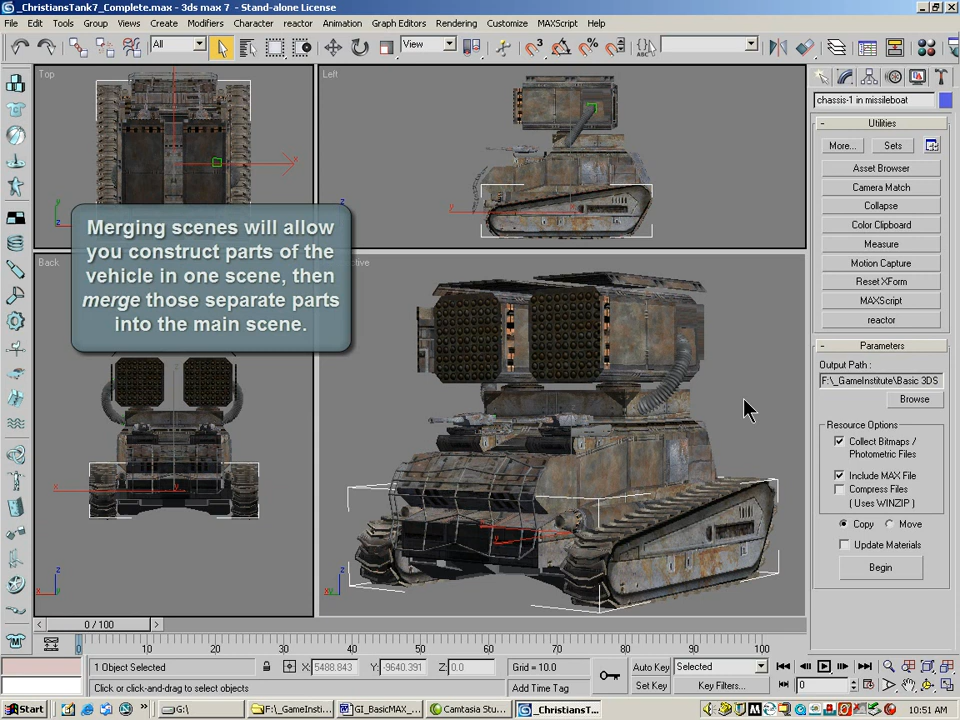 _ChristiansTank7_Complete.max - 3ds max 7 - Stand-alone License
File Edit Tools Group Views Create Modifiers Character reactor Animation Graph Editors Rendering Customize MAXScript Help
All
View
Top
Left
Back
Merging scenes will allow
you construct parts of the
vehicle in one scene, then
merge those separate parts
into the main scene.
chassis-1 in missileboat
- Utilities
More... Sets
Asset Browser
Camera Match
Collapse
Color Clipboard
Measure
Motion Capture
Reset XForm
MAXScript
reactor
- Parameters
Output Path :
F:\_GameInstitute\Basic 3DS
Browse
Resource Options
Collect Bitmaps /
Photometric Files
Include MAX File
Compress Files
( Uses WINZIP )
Copy Move
Update Materials
Begin
< 0 / 100 >
0 10 20 30 40 50 60 70 80 90 100
1 Object Selected X: 5488.843 Y: -9640.391 Z: 0.0 Grid = 10.0 Auto Key Selected
Click or click-and-drag to select objects Add Time Tag Set Key Key Filters... 0
Start G:\ F:\_GameInsti... GI_BasicMAX_... Camtasia Stu... _ChristiansT... 10:51 AM